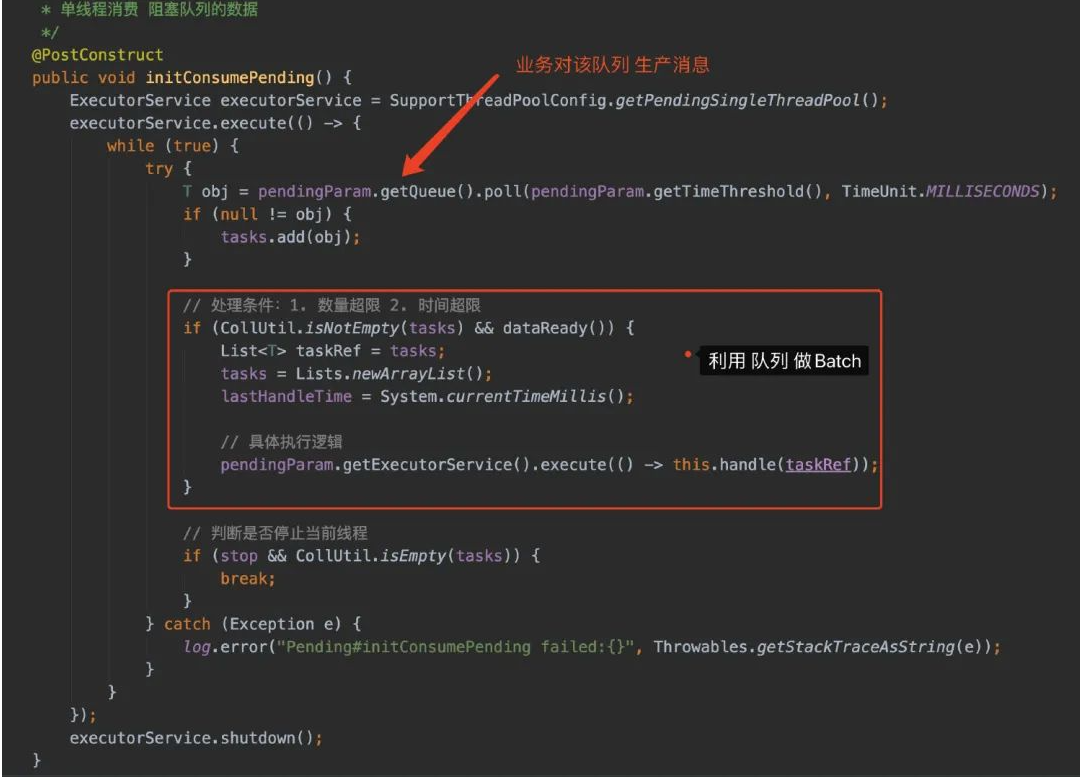 * 单线程消费 阻塞队列的数据
*/
@PostConstruct
业务对该队列 生产消息
public void initConsumePending() {
ExecutorService executorService = SupportThreadPoolConfig.getPendingSingleThreadPool();
executorService.execute(() -> {
while (true) {
try {
T obj = pendingParam.getQueue().poll(pendingParam.getTimeThreshold(), TimeUnit.MILLISECONDS);
if (null != obj) {
tasks.add(obj);
}
// 处理条件: 1. 数量超限 2. 时间超限
if (CollUtil.isNotEmpty(tasks) && dataReady()) {
List<T> taskRef = tasks;
利用 队列 做Batch
tasks = Lists.newArrayList();
lastHandleTime = System.currentTimeMillis();
// 具体执行逻辑
pendingParam.getExecutorService().execute(() -> this.handle(taskRef));
}
// 判断是否停止当前线程
if (stop && CollUtil.isEmpty(tasks)) {
break;
}
} catch (Exception e) {
log.error("Pending#initConsumePending failed:{}", Throwables.getStackTraceAsString(e));
}
}
});
executorService.shutdown();
}